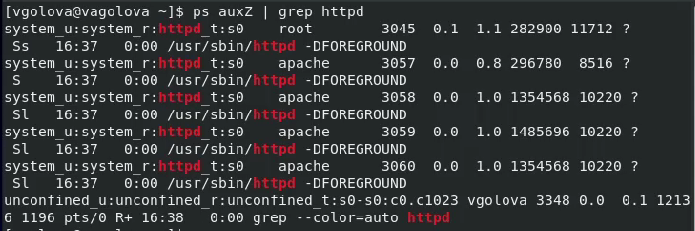 [vgolova@vagolova ~]$ ps auxZ | grep httpd
system_u:system_r:httpd_t:s0 root 3045 0.1 1.1 282900 11712 ?
Ss 16:37 0:00 /usr/sbin/httpd -DFOREGROUND
system_u:system_r:httpd_t:s0 apache 3057 0.0 0.8 296780 8516 ?
S 16:37 0:00 /usr/sbin/httpd -DFOREGROUND
system_u:system_r:httpd_t:s0 apache 3058 0.0 1.0 1354568 10220 ?
Sl 16:37 0:00 /usr/sbin/httpd -DFOREGROUND
system_u:system_r:httpd_t:s0 apache 3059 0.0 1.0 1485696 10220 ?
Sl 16:37 0:00 /usr/sbin/httpd -DFOREGROUND
system_u:system_r:httpd_t:s0 apache 3060 0.0 1.0 1354568 10220 ?
Sl 16:37 0:00 /usr/sbin/httpd -DFOREGROUND
unconfined_u:unconfined_r:unconfined_t:s0-s0:c0.c1023 vgolova 3348 0.0 0.1 1213
6 1196 pts/0 R+ 16:38 0:00 grep --color=auto httpd